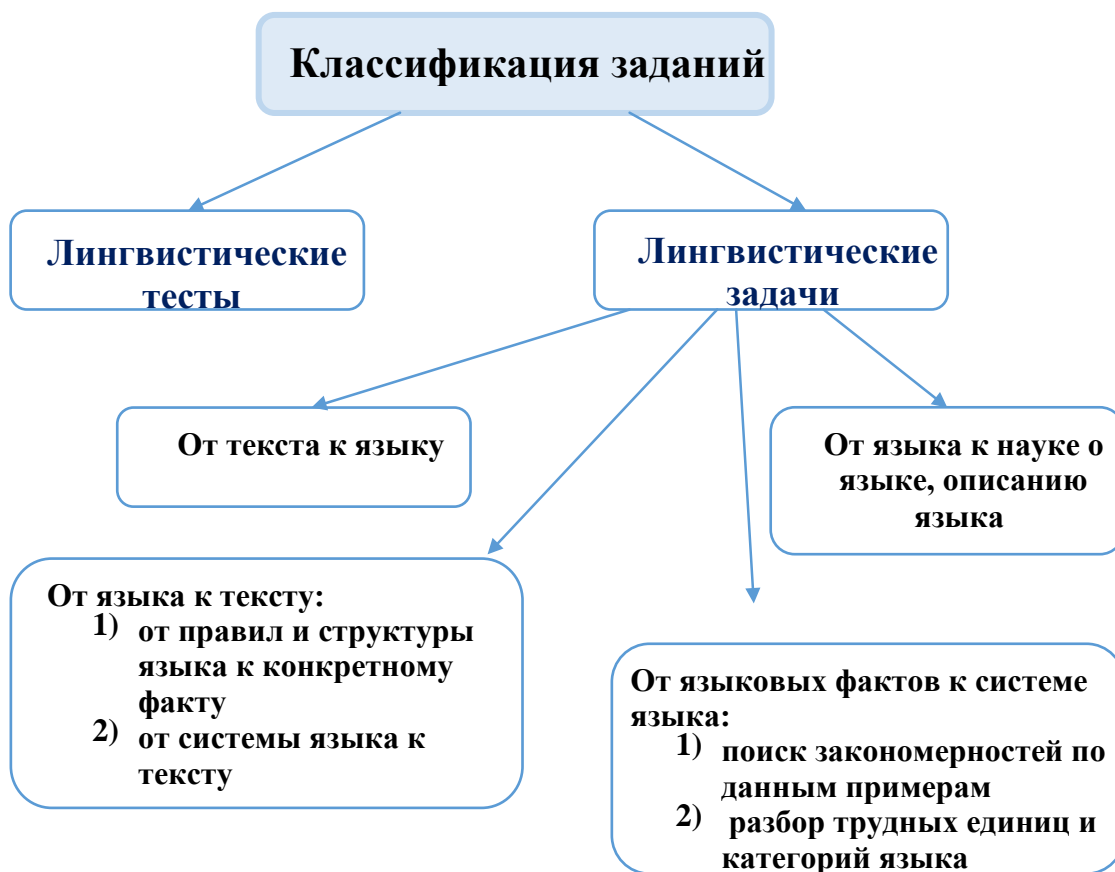 Классификация заданий
Лингвистические
тесты
Лингвистические
задачи
От текста к языку
От языка к науке о
языке, описанию
языка
От языка к тексту:
1) от правил и структуры
языка к конкретному
факту
2) от системы языка к
тексту
От языковых фактов к системе
языка:
1) поиск закономерностей по
данным примерам
2) разбор трудных единиц и
категорий языка